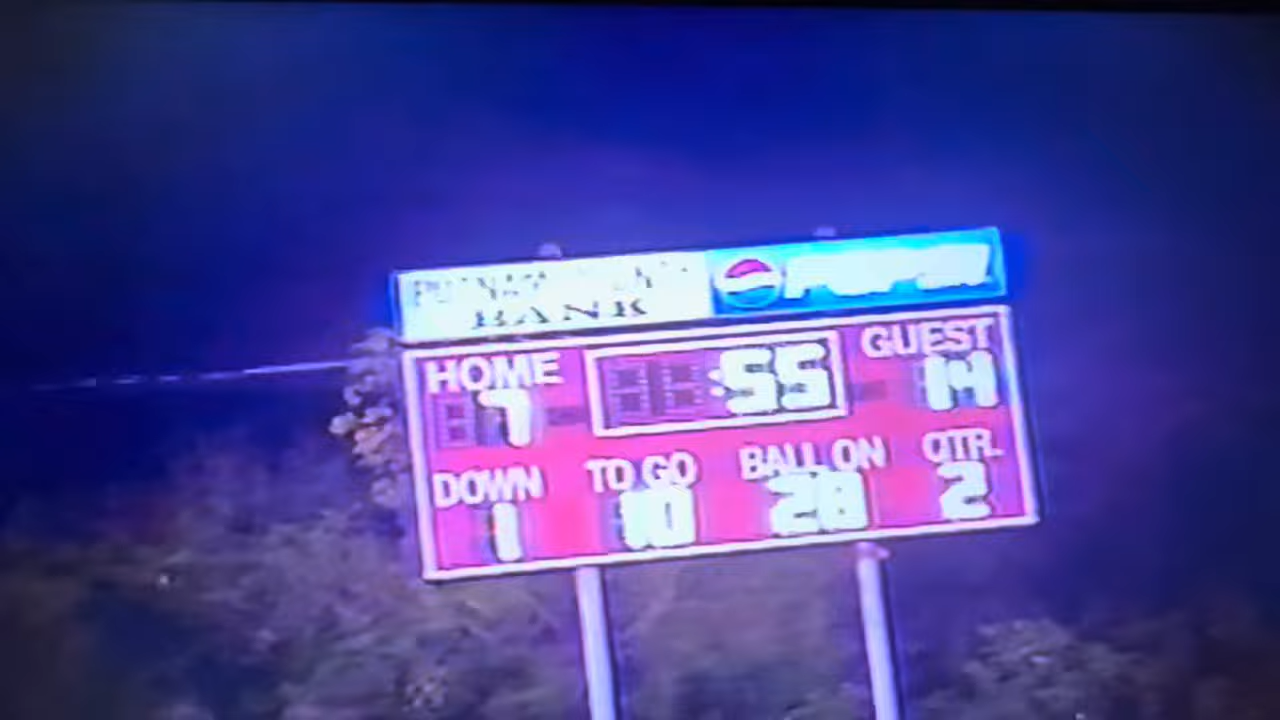 BANK
PEPSI
HOME :55 GUEST
7 14
DOWN TO GO BALL ON QTR.
1 10 28 2